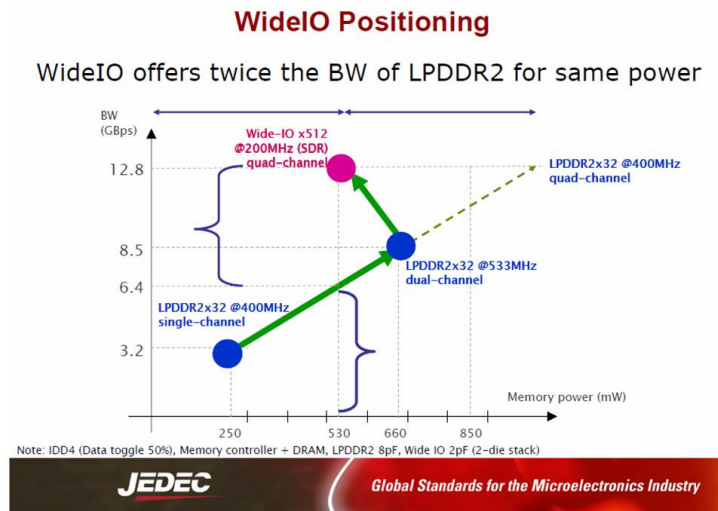 WideIO Positioning
WideIO offers twice the BW of LPDDR2 for same power
BW
(GBps)
Wide-IO x512
@200MHz (SDR)
quad-channel
LPDDR2x32 @400MHz
quad-channel
12.8
8.5
LPDDR2x32 @533MHz
dual-channel
6.4
LPDDR2x32 @400MHz
single-channel
3.2
Memory power (mW)
250
530
660
850
Note: IDD4 (Data toggle 50%), Memory controller + DRAM, LPDDR2 8pF, Wide IO 2pF (2-die stack)
JEDEC
Global Standards for the Microelectronics Industry